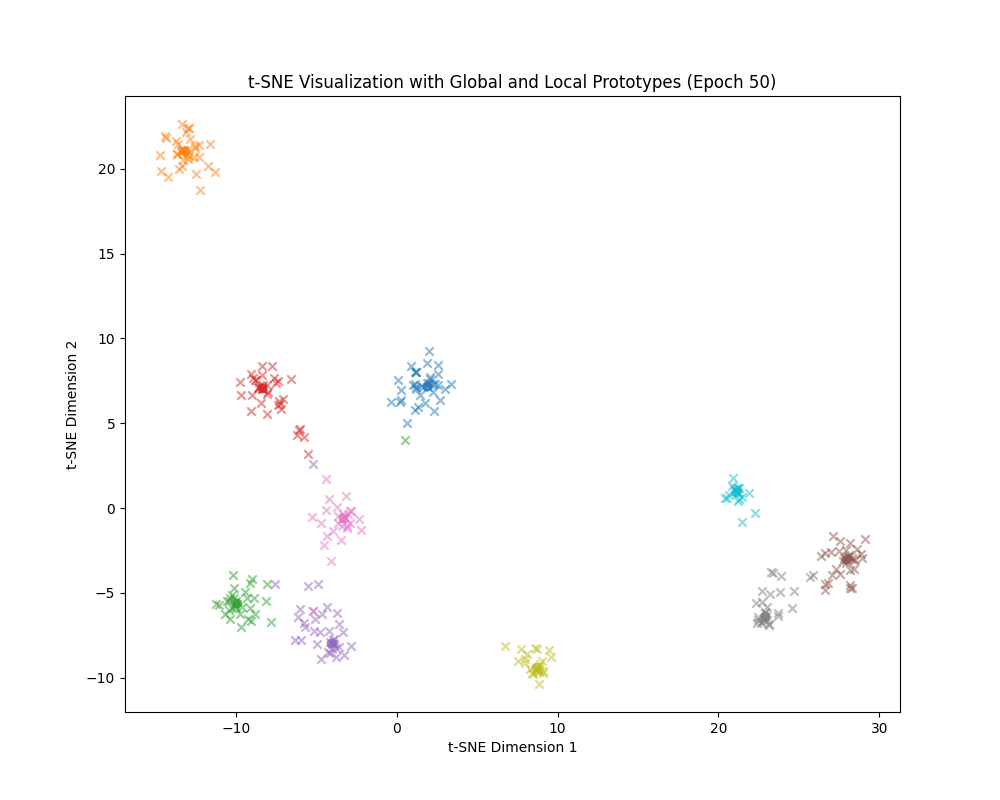 t-SNE Visualization with Global and Local Prototypes (Epoch 50)
20
15
10
5
0
−5
−10
t-SNE Dimension 2
−10 0 10 20 30
t-SNE Dimension 1